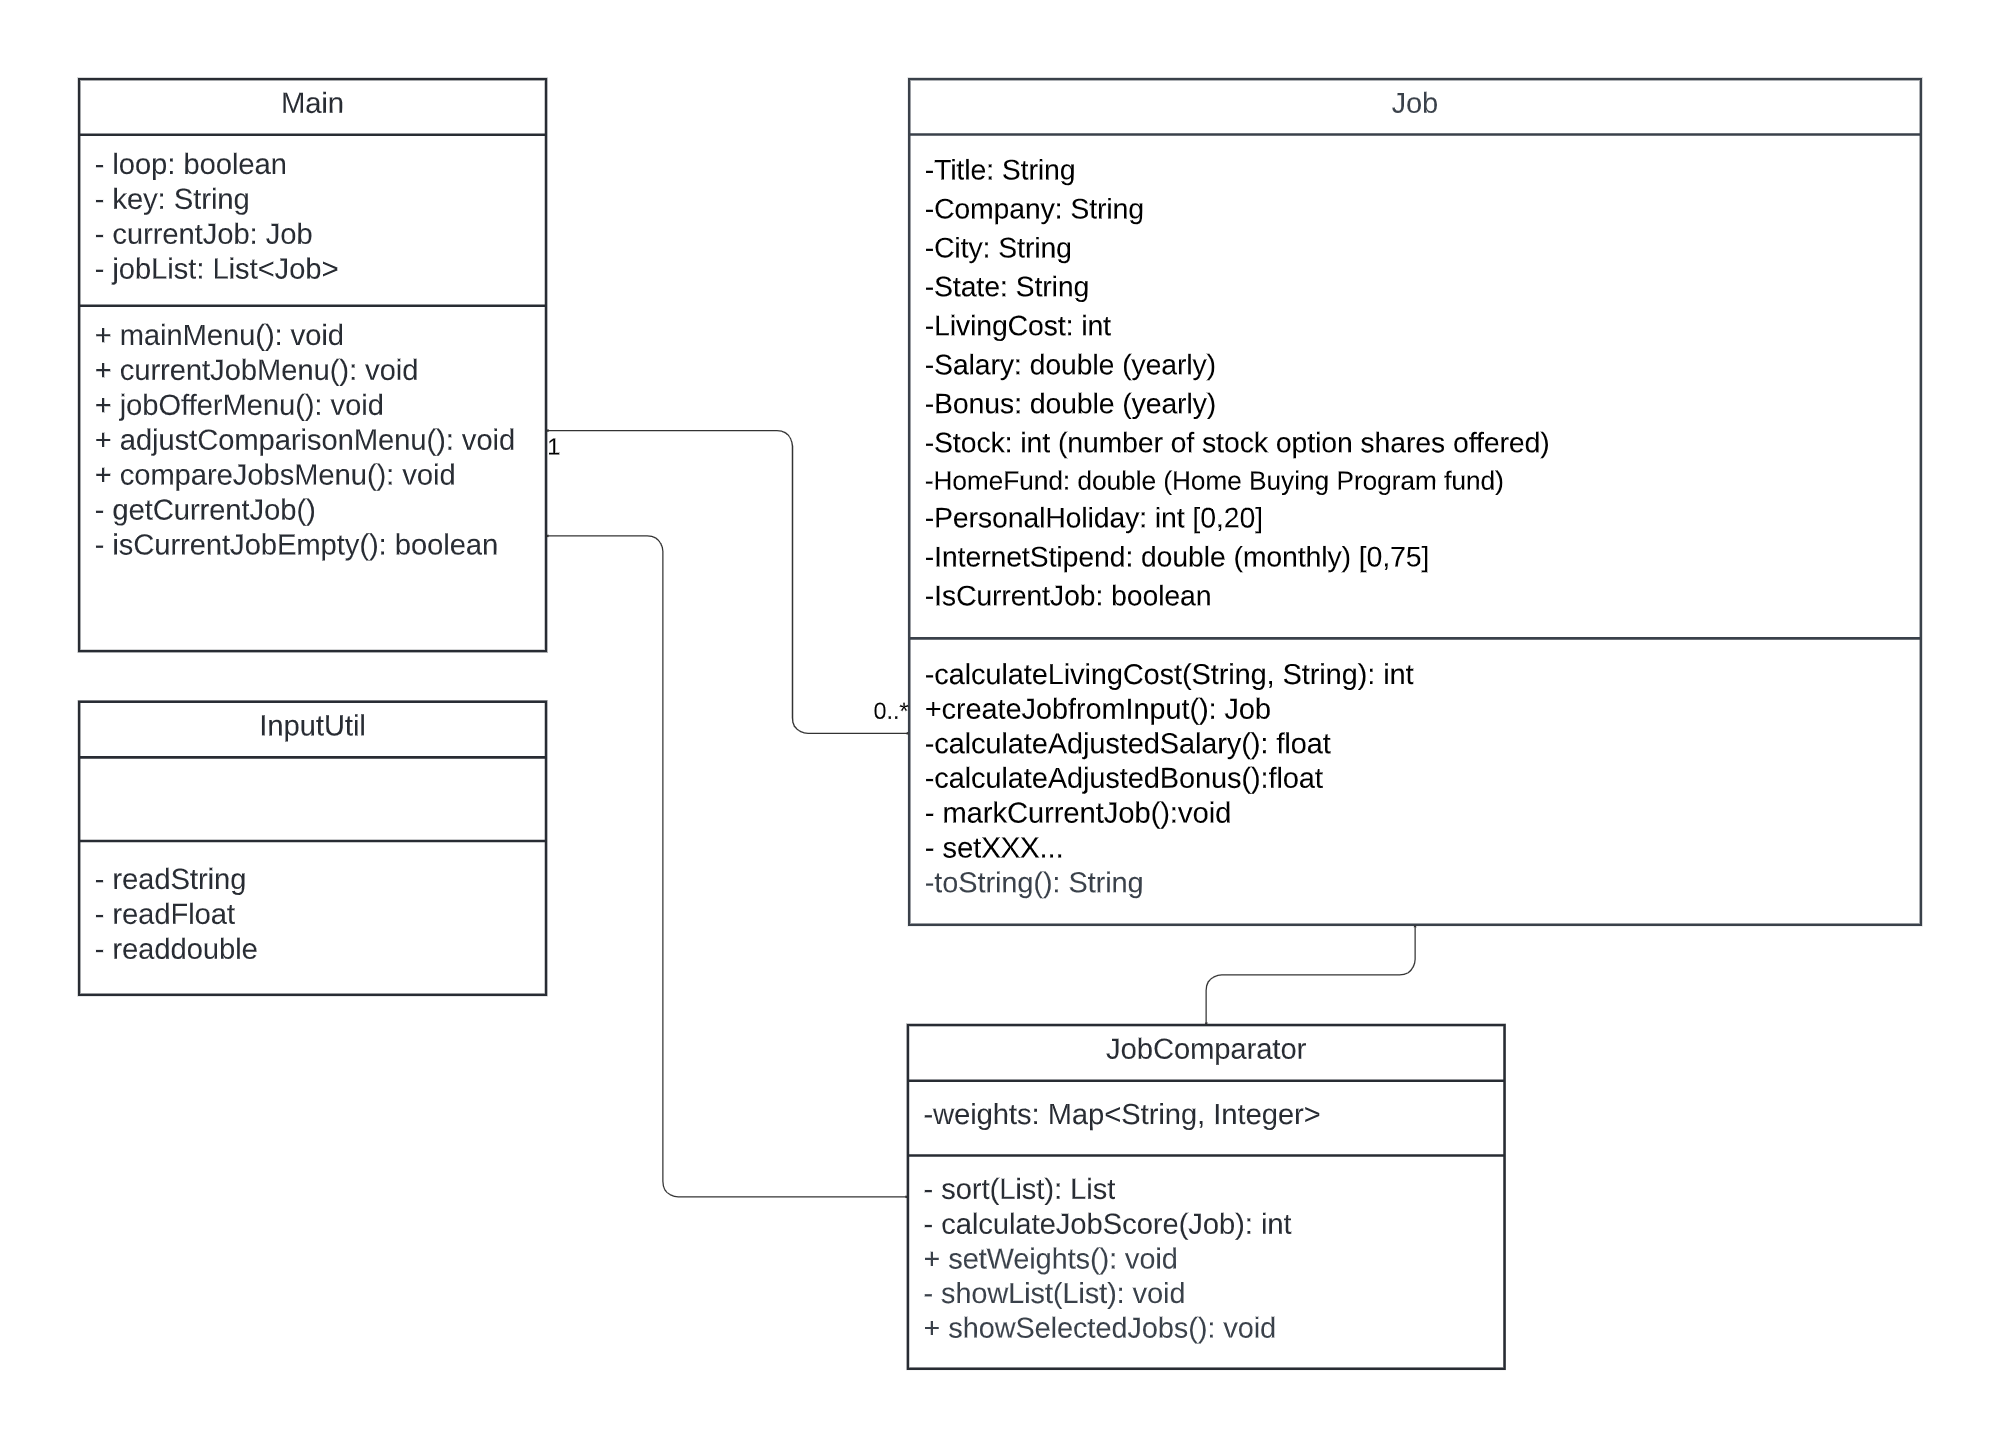 Main
- loop: boolean
- key: String
- currentJob: Job
- jobList: List<Job>
+ mainMenu(): void
+ currentJobMenu(): void
+ jobOfferMenu(): void
+ adjustComparisonMenu(): void
+ compareJobsMenu(): void
- getCurrentJob()
- isCurrentJobEmpty(): boolean
1
0..*
InputUtil
- readString
- readFloat
- readdouble
Job
-Title: String
-Company: String
-City: String
-State: String
-LivingCost: int
-Salary: double (yearly)
-Bonus: double (yearly)
-Stock: int (number of stock option shares offered)
-HomeFund: double (Home Buying Program fund)
-PersonalHoliday: int [0,20]
-InternetStipend: double (monthly) [0,75]
-IsCurrentJob: boolean
-calculateLivingCost(String, String): int
+createJobfromInput(): Job
-calculateAdjustedSalary(): float
-calculateAdjustedBonus():float
- markCurrentJob():void
- setXXX...
-toString(): String
JobComparator
-weights: Map<String, Integer>
- sort(List): List
- calculateJobScore(Job): int
+ setWeights(): void
- showList(List): void
+ showSelectedJobs(): void